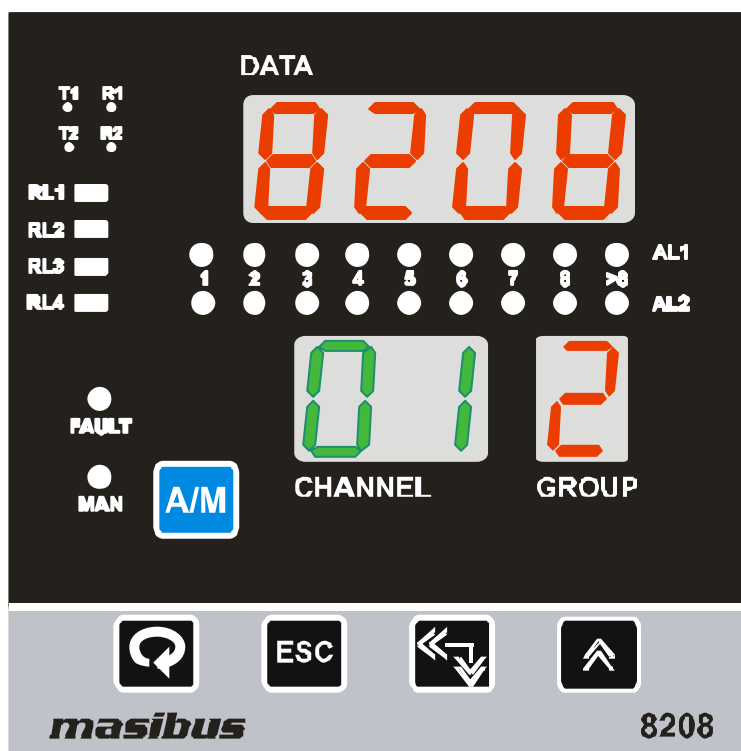 DATA
T1 R1
T2 R2
8208
RL1
RL2
RL3
RL4
AL1
1 2 3 4 5 6 7 8 >8
AL2
01 2
FAULT
CHANNEL GROUP
MAN
A/M
ESC
masibus 8208